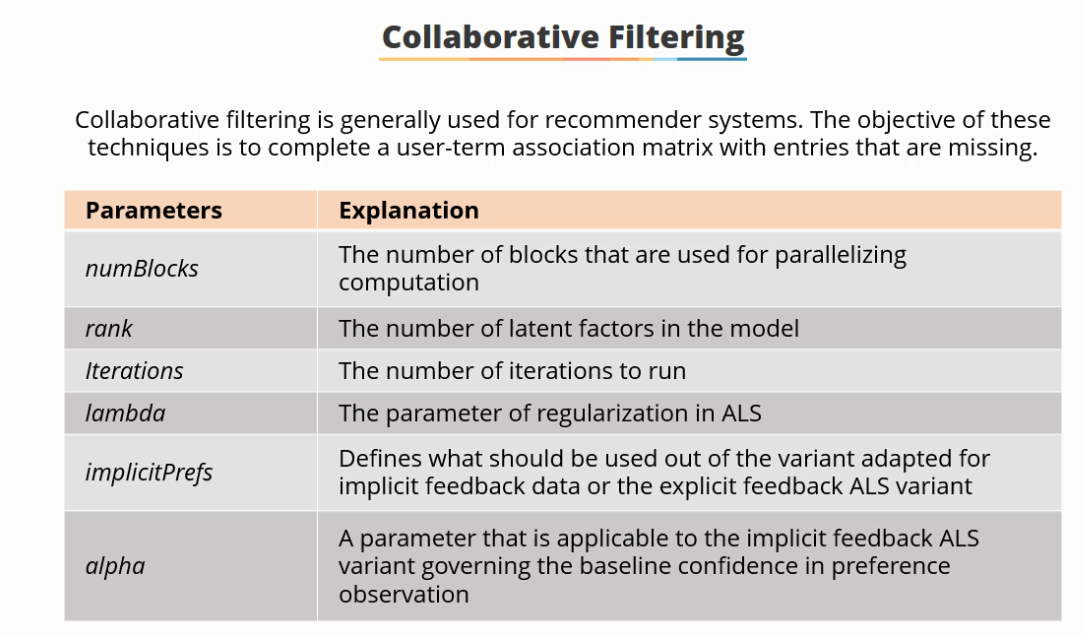 Collaborative Filtering
Collaborative filtering is generally used for recommender systems. The objective of these
techniques is to complete a user-term association matrix with entries that are missing.
Parameters Explanation
numBlocks The number of blocks that are used for parallelizing
computation
rank The number of latent factors in the model
Iterations The number of iterations to run
lambda The parameter of regularization in ALS
implicitPrefs Defines what should be used out of the variant adapted for
implicit feedback data or the explicit feedback ALS variant
alpha A parameter that is applicable to the implicit feedback ALS
variant governing the baseline confidence in preference
observation